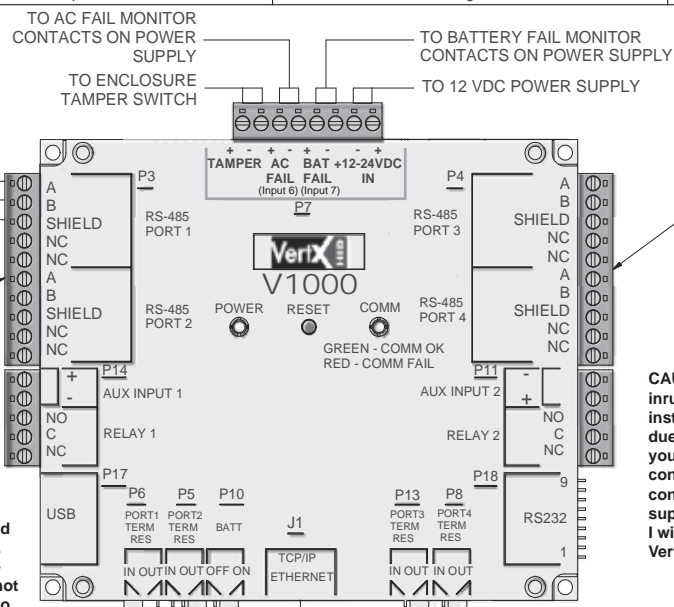 TO AC FAIL MONITOR
CONTACTS ON POWER
SUPPLY
TO ENCLOSURE
TAMPER SWITCH
TO BATTERY FAIL MONITOR
CONTACTS ON POWER SUPPLY
TO 12 VDC POWER SUPPLY
+ - + - + - - +
TAMPER AC BAT +12-24VDC
FAIL FAIL IN
(Input 6) (Input 7)
P7
P3
A
B
SHIELD
NC
NC
RS-485
PORT 1
A
B
SHIELD
NC
NC
RS-485
PORT 2
P4
RS-485
PORT 3
A
B
SHIELD
NC
NC
RS-485
PORT 4
A
B
SHIELD
NC
NC
VertX HID
V1000
POWER RESET COMM
GREEN - COMM OK
RED - COMM FAIL
P14
+
-
AUX INPUT 1
NO
C
NC
RELAY 1
P11
-
+
AUX INPUT 2
NO
C
NC
RELAY 2
P17
USB
P18
9
RS232
1
P6
PORT1
TERM
RES
IN OUT
P5
PORT2
TERM
RES
IN OUT
P10
BATT
OFF ON
J1
TCP/IP
ETHERNET
P13
PORT3
TERM
RES
IN OUT
P8
PORT4
TERM
RES
IN OUT
inst
due
you
I wi
Ver
not